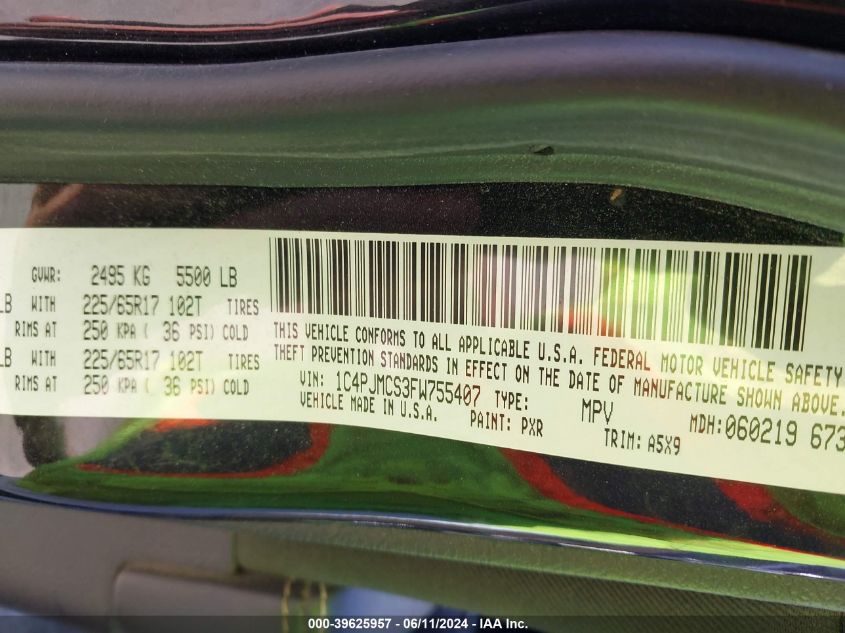 GVWR: 2495 KG 5500 LB
LB WITH 225/65R17 102T TIRES
RIMS AT 250 KPA ( 36 PSI) COLD
LB WITH 225/65R17 102T TIRES
RIMS AT 250 KPA ( 36 PSI) COLD
THIS VEHICLE CONFORMS TO ALL APPLICABLE U.S.A. FEDERAL MOTOR VEHICLE SAFETY
THEFT PREVENTION STANDARDS IN EFFECT ON THE DATE OF MANUFACTURE SHOWN ABOVE.
VIN: 1C4PJMCS3FW755407 TYPE: MPV MDH: 060219 673
VEHICLE MADE IN U.S.A. PAINT: PXR TRIM: A5X9
000-39625957 - 06/11/2024 - IAA Inc.